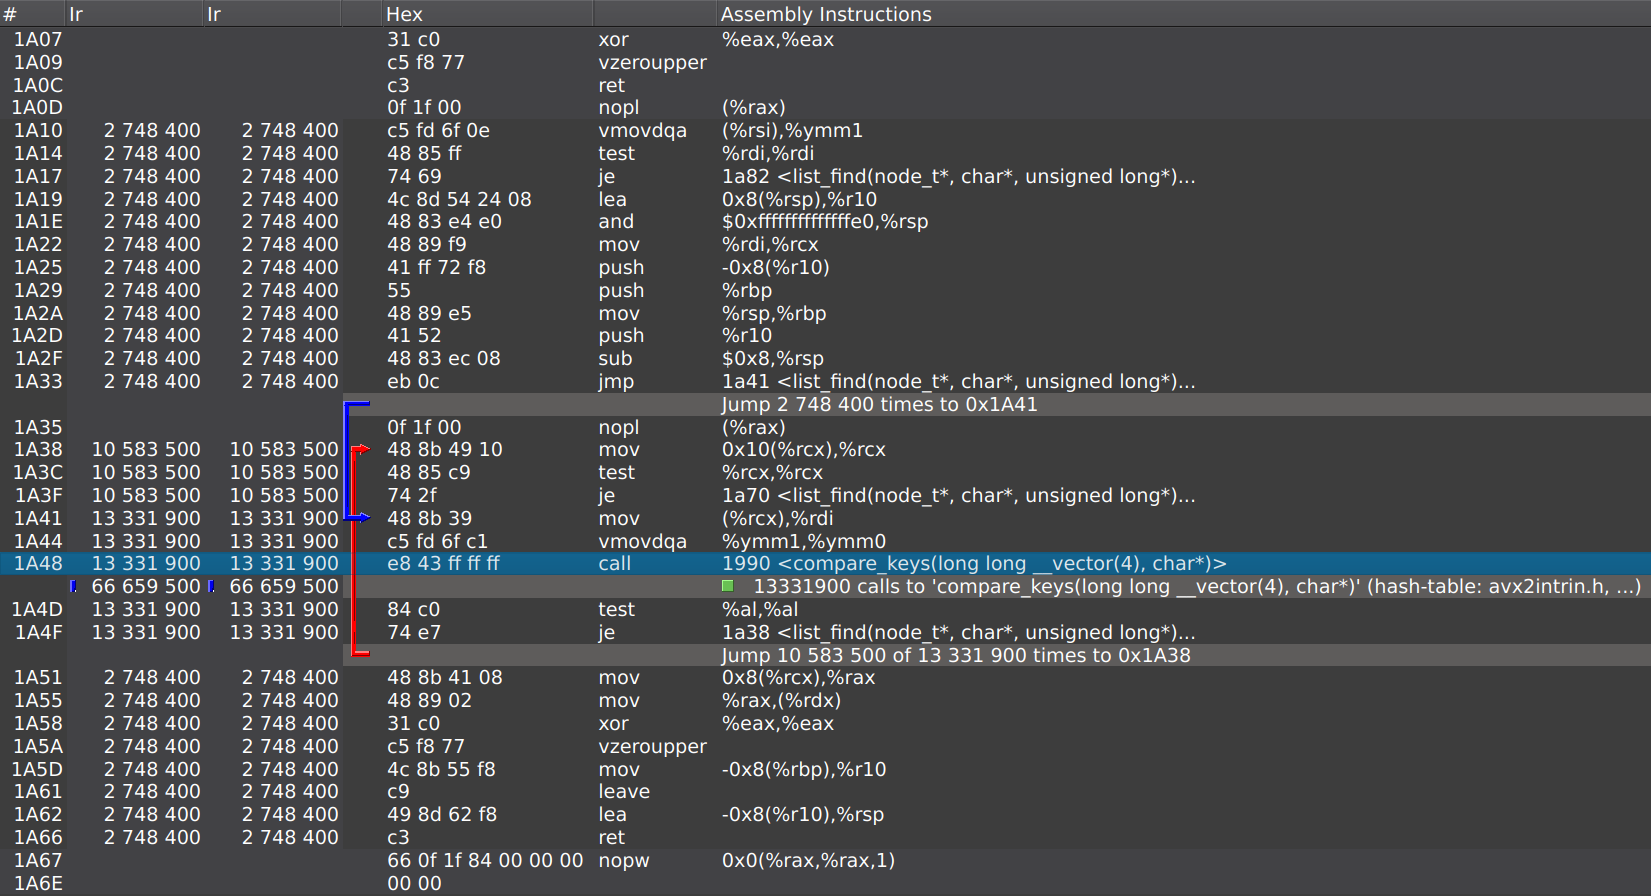 # Ir Ir Hex Assembly Instructions
1A07 31 c0 xor %eax,%eax
1A09 c5 f8 77 vzeroupper
1A0C c3 ret
1A0D 0f 1f 00 nopl (%rax)
1A10 2 748 400 2 748 400 c5 fd 6f 0e vmovdqa (%rsi),%ymm1
1A14 2 748 400 2 748 400 48 85 ff test %rdi,%rdi
1A17 2 748 400 2 748 400 74 69 je 1a82 <list_find(node_t*, char*, unsigned long*)...
1A19 2 748 400 2 748 400 4c 8d 54 24 08 lea 0x8(%rsp),%r10
1A1E 2 748 400 2 748 400 48 83 e4 e0 and $0xffffffffffffffe0,%rsp
1A22 2 748 400 2 748 400 48 89 f9 mov %rdi,%rcx
1A25 2 748 400 2 748 400 41 ff 72 f8 push -0x8(%r10)
1A29 2 748 400 2 748 400 55 push %rbp
1A2A 2 748 400 2 748 400 48 89 e5 mov %rsp,%rbp
1A2D 2 748 400 2 748 400 41 52 push %r10
1A2F 2 748 400 2 748 400 48 83 ec 08 sub $0x8,%rsp
1A33 2 748 400 2 748 400 eb 0c jmp 1a41 <list_find(node_t*, char*, unsigned long*)...
Jump 2 748 400 times to 0x1A41
1A35 0f 1f 00 nopl (%rax)
1A38 10 583 500 10 583 500 48 8b 49 10 mov 0x10(%rcx),%rcx
1A3C 10 583 500 10 583 500 48 85 c9 test %rcx,%rcx
1A3F 10 583 500 10 583 500 74 2f je 1a70 <list_find(node_t*, char*, unsigned long*)...
1A41 13 331 900 13 331 900 48 8b 39 mov (%rcx),%rdi
1A44 13 331 900 13 331 900 c5 fd 6f c1 vmovdqa %ymm1,%ymm0
1A48 13 331 900 13 331 900 e8 43 ff ff ff call 1990 <compare_keys(long long __vector(4), char*)>
66 659 500 66 659 500 13331900 calls to 'compare_keys(long long __vector(4), char*)' (hash-table: avx2intrin.h, ...)
1A4D 13 331 900 13 331 900 84 c0 test %al,%al
1A4F 13 331 900 13 331 900 74 e7 je 1a38 <list_find(node_t*, char*, unsigned long*)...
Jump 10 583 500 of 13 331 900 times to 0x1A38
1A51 2 748 400 2 748 400 48 8b 41 08 mov 0x8(%rcx),%rax
1A55 2 748 400 2 748 400 48 89 02 mov %rax,(%rdx)
1A58 2 748 400 2 748 400 31 c0 xor %eax,%eax
1A5A 2 748 400 2 748 400 c5 f8 77 vzeroupper
1A5D 2 748 400 2 748 400 4c 8b 55 f8 mov -0x8(%rbp),%r10
1A61 2 748 400 2 748 400 c9 leave
1A62 2 748 400 2 748 400 49 8d 62 f8 lea -0x8(%r10),%rsp
1A66 2 748 400 2 748 400 c3 ret
1A67 66 0f 1f 84 00 00 00 nopw 0x0(%rax,%rax,1)
1A6E 00 00